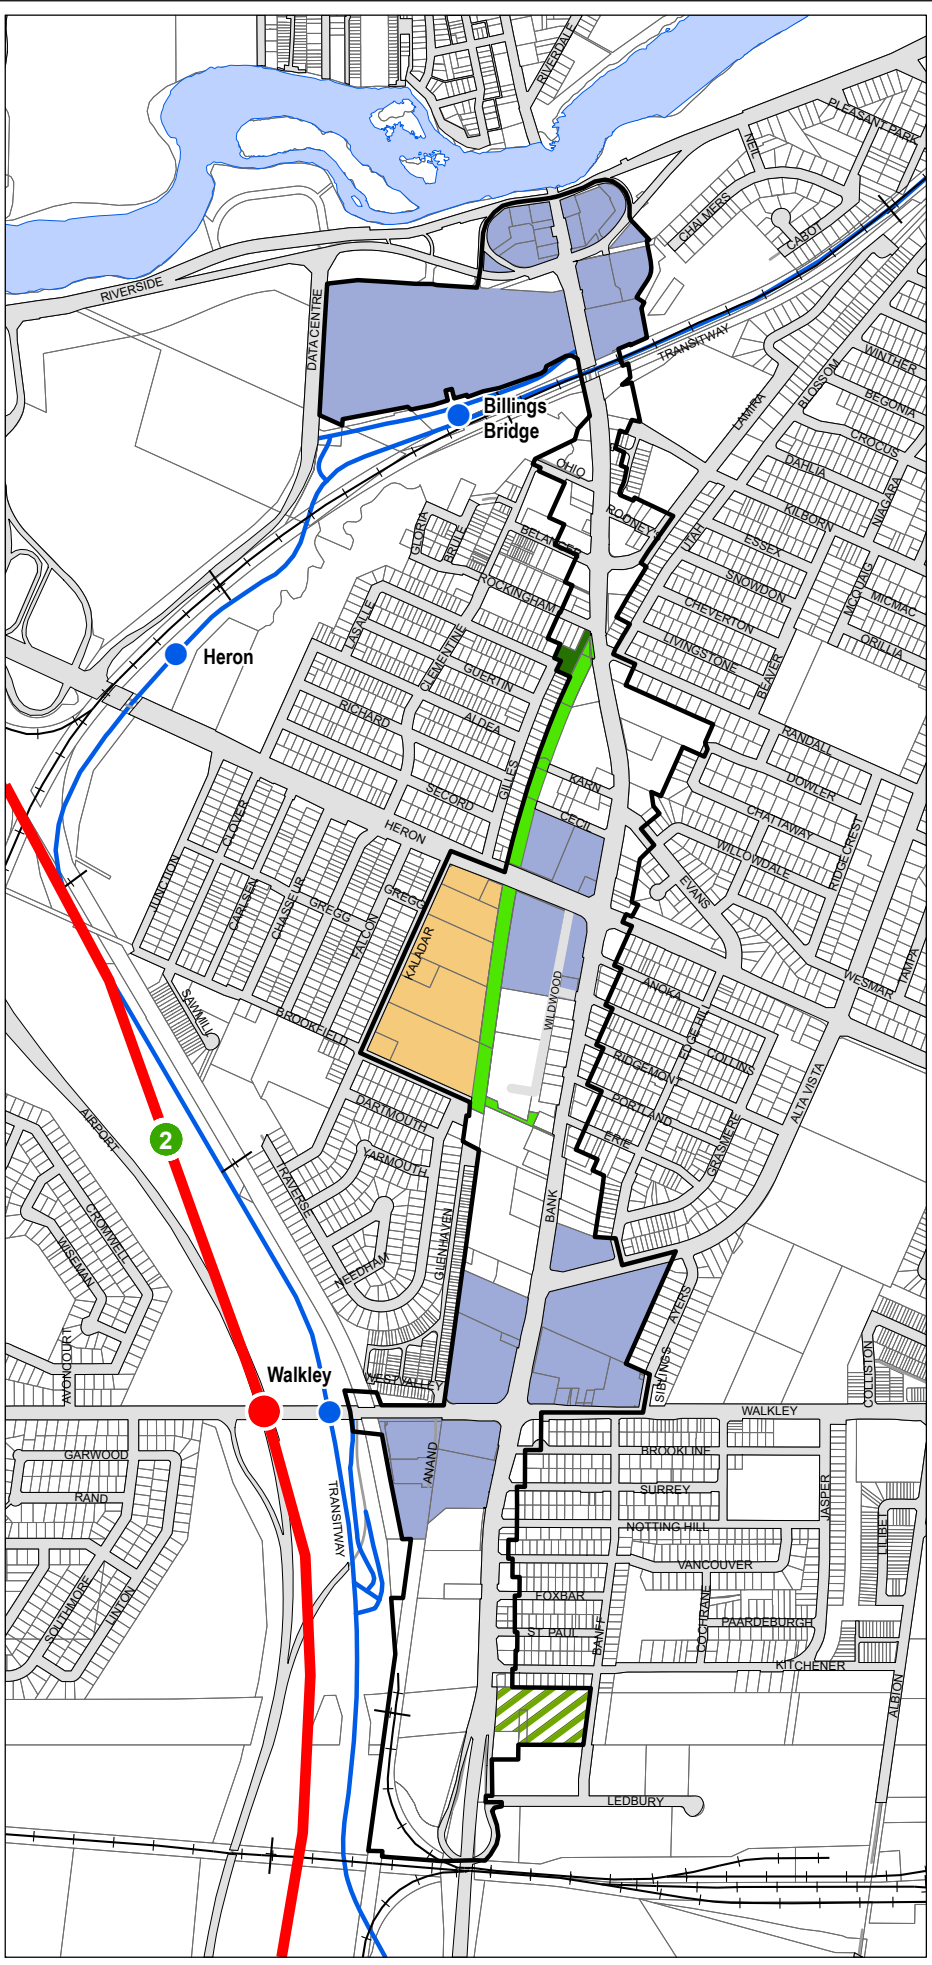 RIVERDALE
PLEASANT PARK
NEIL
CHALMERS
CABOT
RIVERSIDE
DATA CENTRE
TRANSITWAY
WINTHER
BLOSSOM
BEGONIA
LAMIRA
Billings
Bridge
CROCUS
DAHLIA
OHIO
NIAGARA
KILBORN
RODNEY
GLORIA
BRULE
BELANGER
UTAH
ESSEX
ROCKINGHAM
SNOWDON
MCQUAIG
MICMAC
LASALLE
CHEVERTON
ORILLIA
CLEMENTINE
LIVINGSTONE
Heron
GUERTIN
BEAVER
RICHARD
ALDEA
RANDALL
GILLES
KARN
DOWLER
SECORD
CECIL
CHATTAWAY
CLOVER
HERON
WILLOWDALE
RIDGECREST
JUNCTION
CARLSEN
CHASSEUR
GREGG
GREGG
EVANS
FALCON
KALADAR
TAMPA
WESMAR
ANOKA
SAWMILL
WILDWOOD
BROOKFIELD
EDGE HILL
COLLINS
RIDGEMONT
ALTA VISTA
AIRPORT
DARTMOUTH
PORTLAND
2
ERIE
GRASMERE
YARMOUTH
TRAVERSE
BANK
CROMWELL
GLENHAVEN
WISEMAN
NEEDHAM
AYERS
AVONCOURT
Walkley
WESTVALLEY
SIBLINGS
COLLISTON
WALKLEY
GARWOOD
ANAND
BROOKLINE
RAND
SURREY
JASPER
TRANSITWAY
NOTTING HILL
LILIBET
VANCOUVER
SOUTHMORE
LINTON
FOXBAR
COCHRANE
PAARDEBURGH
ST. PAUL
BANFF
KITCHENER
ALBION
LEDBURY